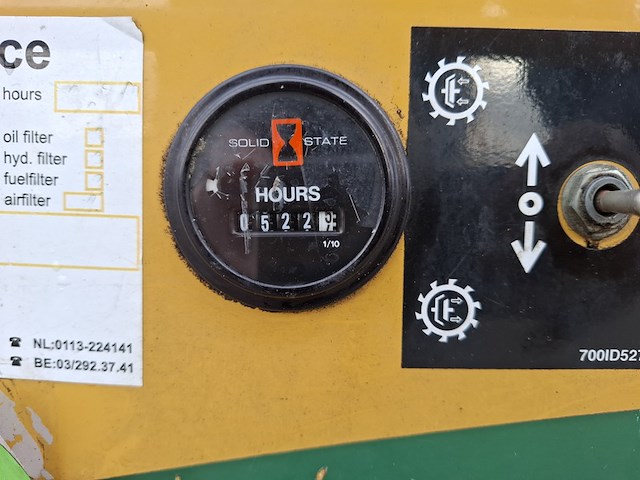 ce
hours
oil filter
hyd. filter
fuelfilter
airfilter
NL;0113-224141
BE:03/292.37.41
SOLID STATE
HOURS
0522
1/10
700ID527